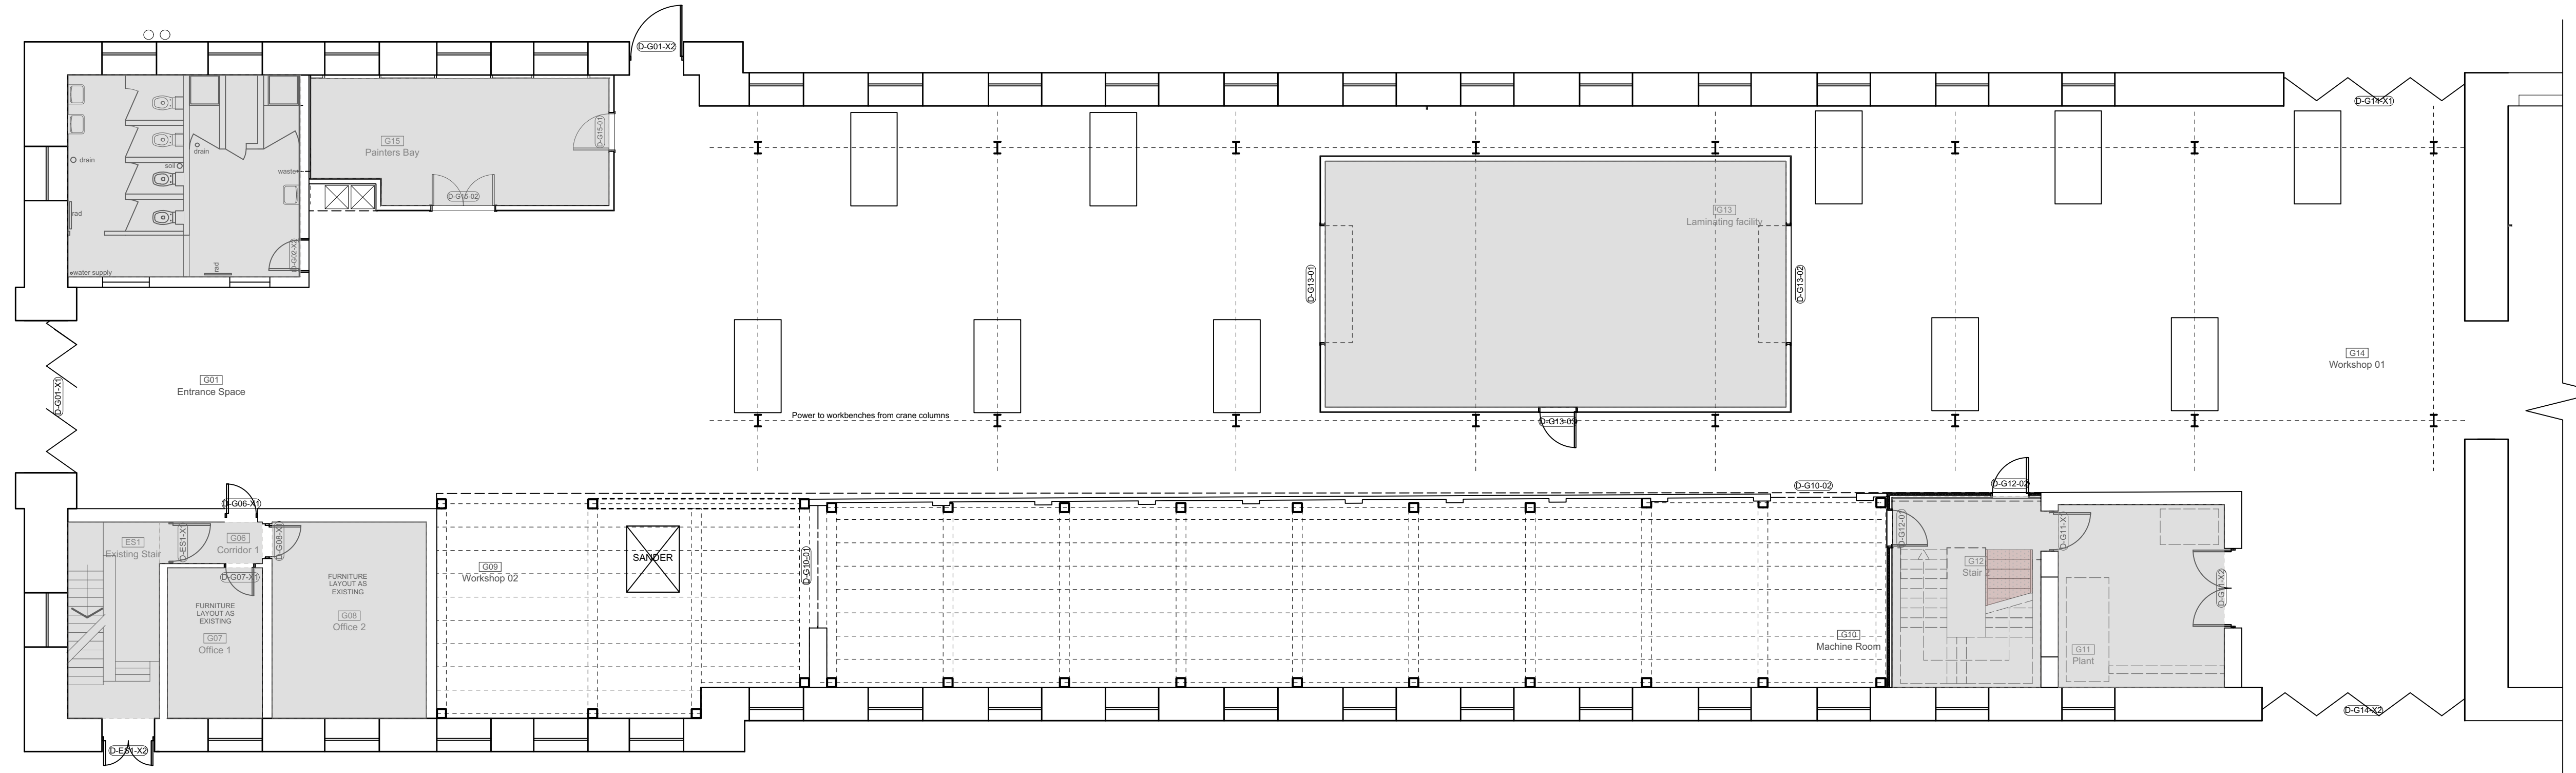 D-G01-X2
D-G14-X1
G15
Painters Bay
D-G15-01
D-G15-02
drain
drain
soil
waste
rad
rad
water supply
D-G02-X2
G13
Laminating facility
D-G13-01
D-G13-02
D-G13-03
G14
Workshop 01
G01
Entrance Space
D-G01-X1
Power to workbenches from crane columns
D-G06-X1
D-G10-02
D-G12-02
ES1
Existing Stair
D-ES1-X1
G06
Corridor 1
D-G08-X1
D-G07-X1
FURNITURE
LAYOUT AS
EXISTING
G07
Office 1
FURNITURE
LAYOUT AS
EXISTING
G08
Office 2
G09
Workshop 02
SANDER
D-G10-01
G10
Machine Room
D-G12-01
G12
Stair
D-G11-X1
D-G11-X2
G11
Plant
D-G14-X2
D-ES1-X2